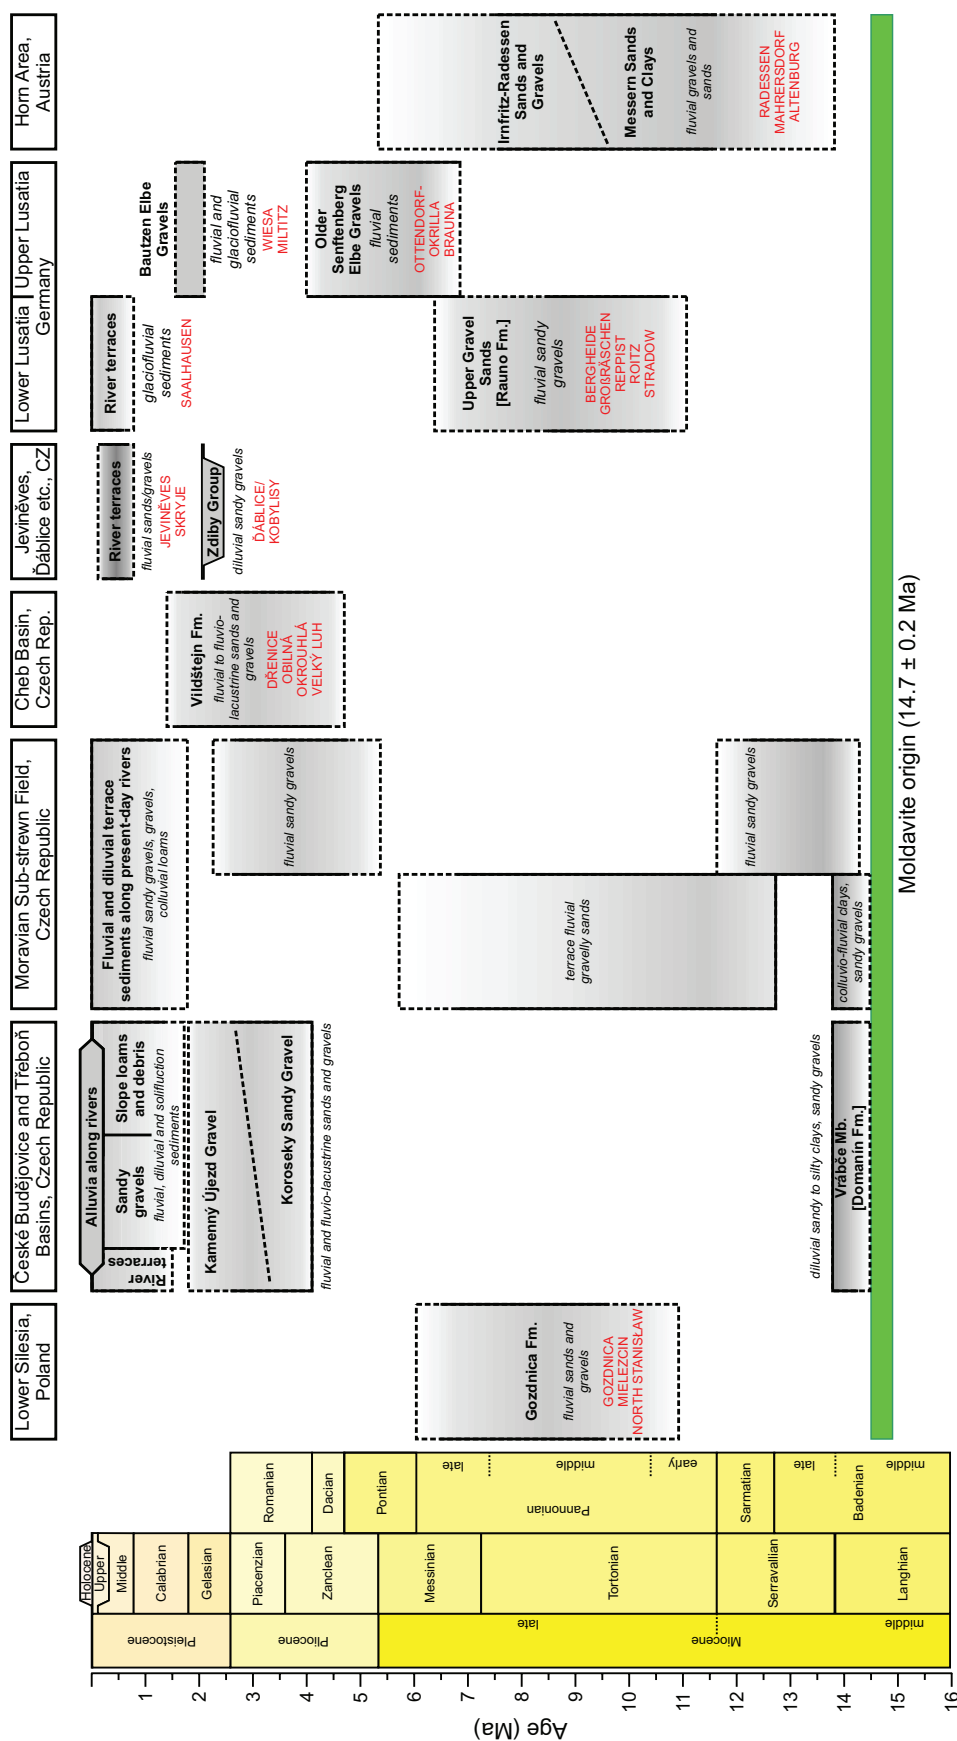 Lower Silesia,
Poland
České Budějovice and Třeboň
Basins, Czech Republic
Moravian Sub-strewn Field,
Czech Republic
Cheb Basin,
Czech Rep.
Jeviněves,
Ďáblice etc., CZ
Lower Lusatia | Upper Lusatia
Germany
Horn Area,
Austria
Age (Ma)
1
2
3
4
5
6
7
8
9
10
11
12
13
14
15
16
Pleistocene
Pliocene
Miocene
late
middle
Holocene
Upper
Middle
Calabrian
Gelasian
Piacenzian
Zanclean
Messinian
Tortonian
Serravallian
Langhian
Romanian
Dacian
Pontian
Pannonian
late
middle
early
Sarmatian
Badenian
late
middle
Gozdnica Fm.
fluvial sands and
gravels
GOZDNICA
MIELEZCIN
NORTH STANISŁAW
Alluvia along rivers
River
terraces
Sandy
gravels
Slope loams
and debris
fluvial, diluvial and solifluction
sediments
Kamenný Újezd Gravel
Koroseky Sandy Gravel
fluvial and fluvio-lacustrine sands and gravels
diluvial sandy to silty clays, sandy gravels
Vrábče Mb.
[Domanín Fm.]
Fluvial and diluvial terrace
sediments along present-day rivers
fluvial sandy gravels, gravels,
colluvial loams
fluvial sandy gravels
terrace fluvial
gravelly sands
fluvial sandy gravels
colluvio-fluvial clays,
sandy gravels
Vildštejn Fm.
fluvial to fluvio-
lacustrine sands and
gravels
DŘENICE
OBILNÁ
OKROUHLÁ
VELKÝ LUH
River terraces
fluvial sands/gravels
JEVINĚVES
SKRYJE
Zdiby Group
diluvial sandy gravels
ĎÁBLICE/
KOBYLISY
River terraces
glaciofluvial
sediments
SAALHAUSEN
Upper Gravel
Sands
[Rauno Fm.]
fluvial sandy
gravels
BERGHEIDE
GROßRÄSCHEN
REPPIST
ROITZ
STRADOW
Bautzen Elbe
Gravels
fluvial and
glaciofluvial
sediments
WIESA
MILTITZ
Older
Senftenberg
Elbe Gravels
fluvial
sediments
OTTENDORF-
OKRILLA
BRAUNA
Irnfritz-Radessen
Sands and
Gravels
Messern Sands
and Clays
fluvial gravels and
sands
RADESSEN
MAHRERSDORF
ALTENBURG
Moldavite origin (14.7 ± 0.2 Ma)